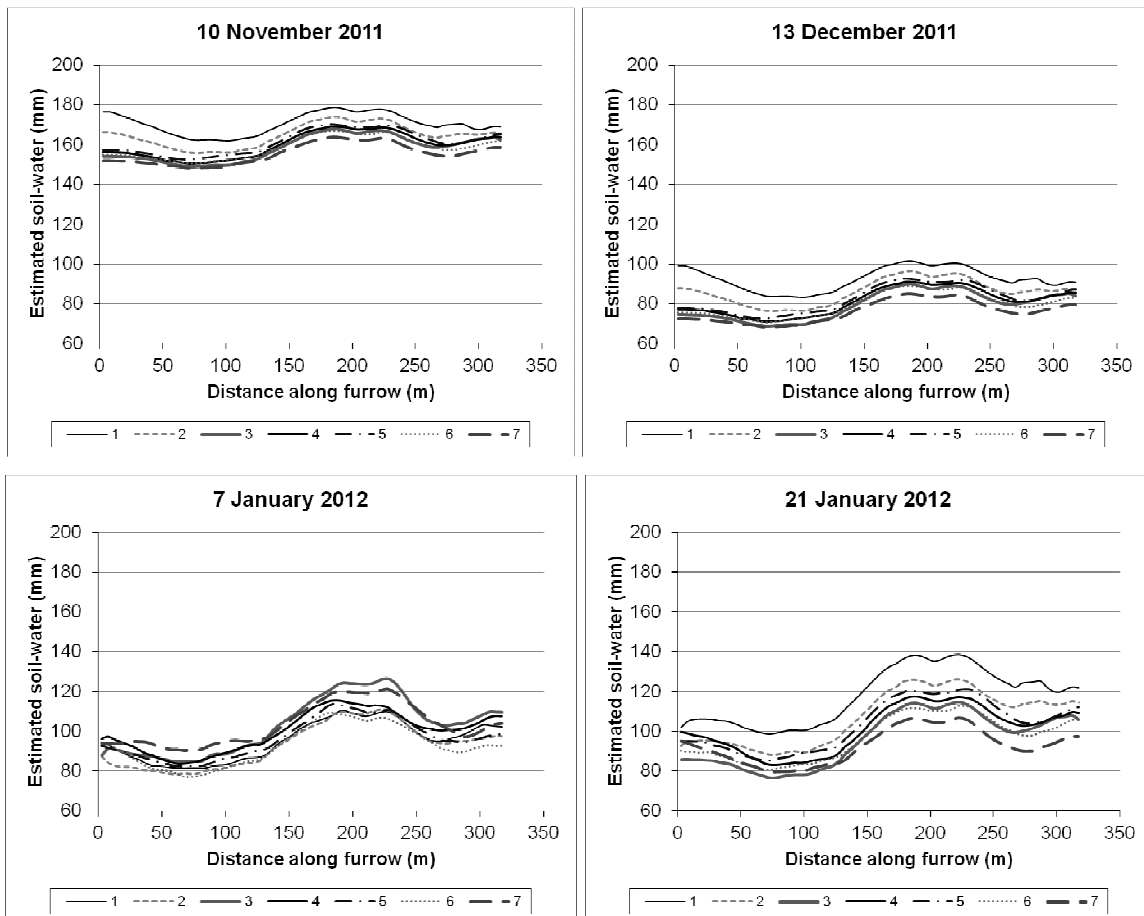 10 November 2011
Estimated soil-water (mm)
200
180
160
140
120
100
80
60
0 50 100 150 200 250 300 350
Distance along furrow (m)
1 2 3 4 5 6 7
13 December 2011
Estimated soil-water (mm)
200
180
160
140
120
100
80
60
0 50 100 150 200 250 300 350
Distance along furrow (m)
1 2 3 4 5 6 7
7 January 2012
Estimated soil-water (mm)
200
180
160
140
120
100
80
60
0 50 100 150 200 250 300 350
Distance along furrow (m)
1 2 3 4 5 6 7
21 January 2012
Estimated soil-water (mm)
200
180
160
140
120
100
80
60
0 50 100 150 200 250 300 350
Distance along furrow (m)
1 2 3 4 5 6 7